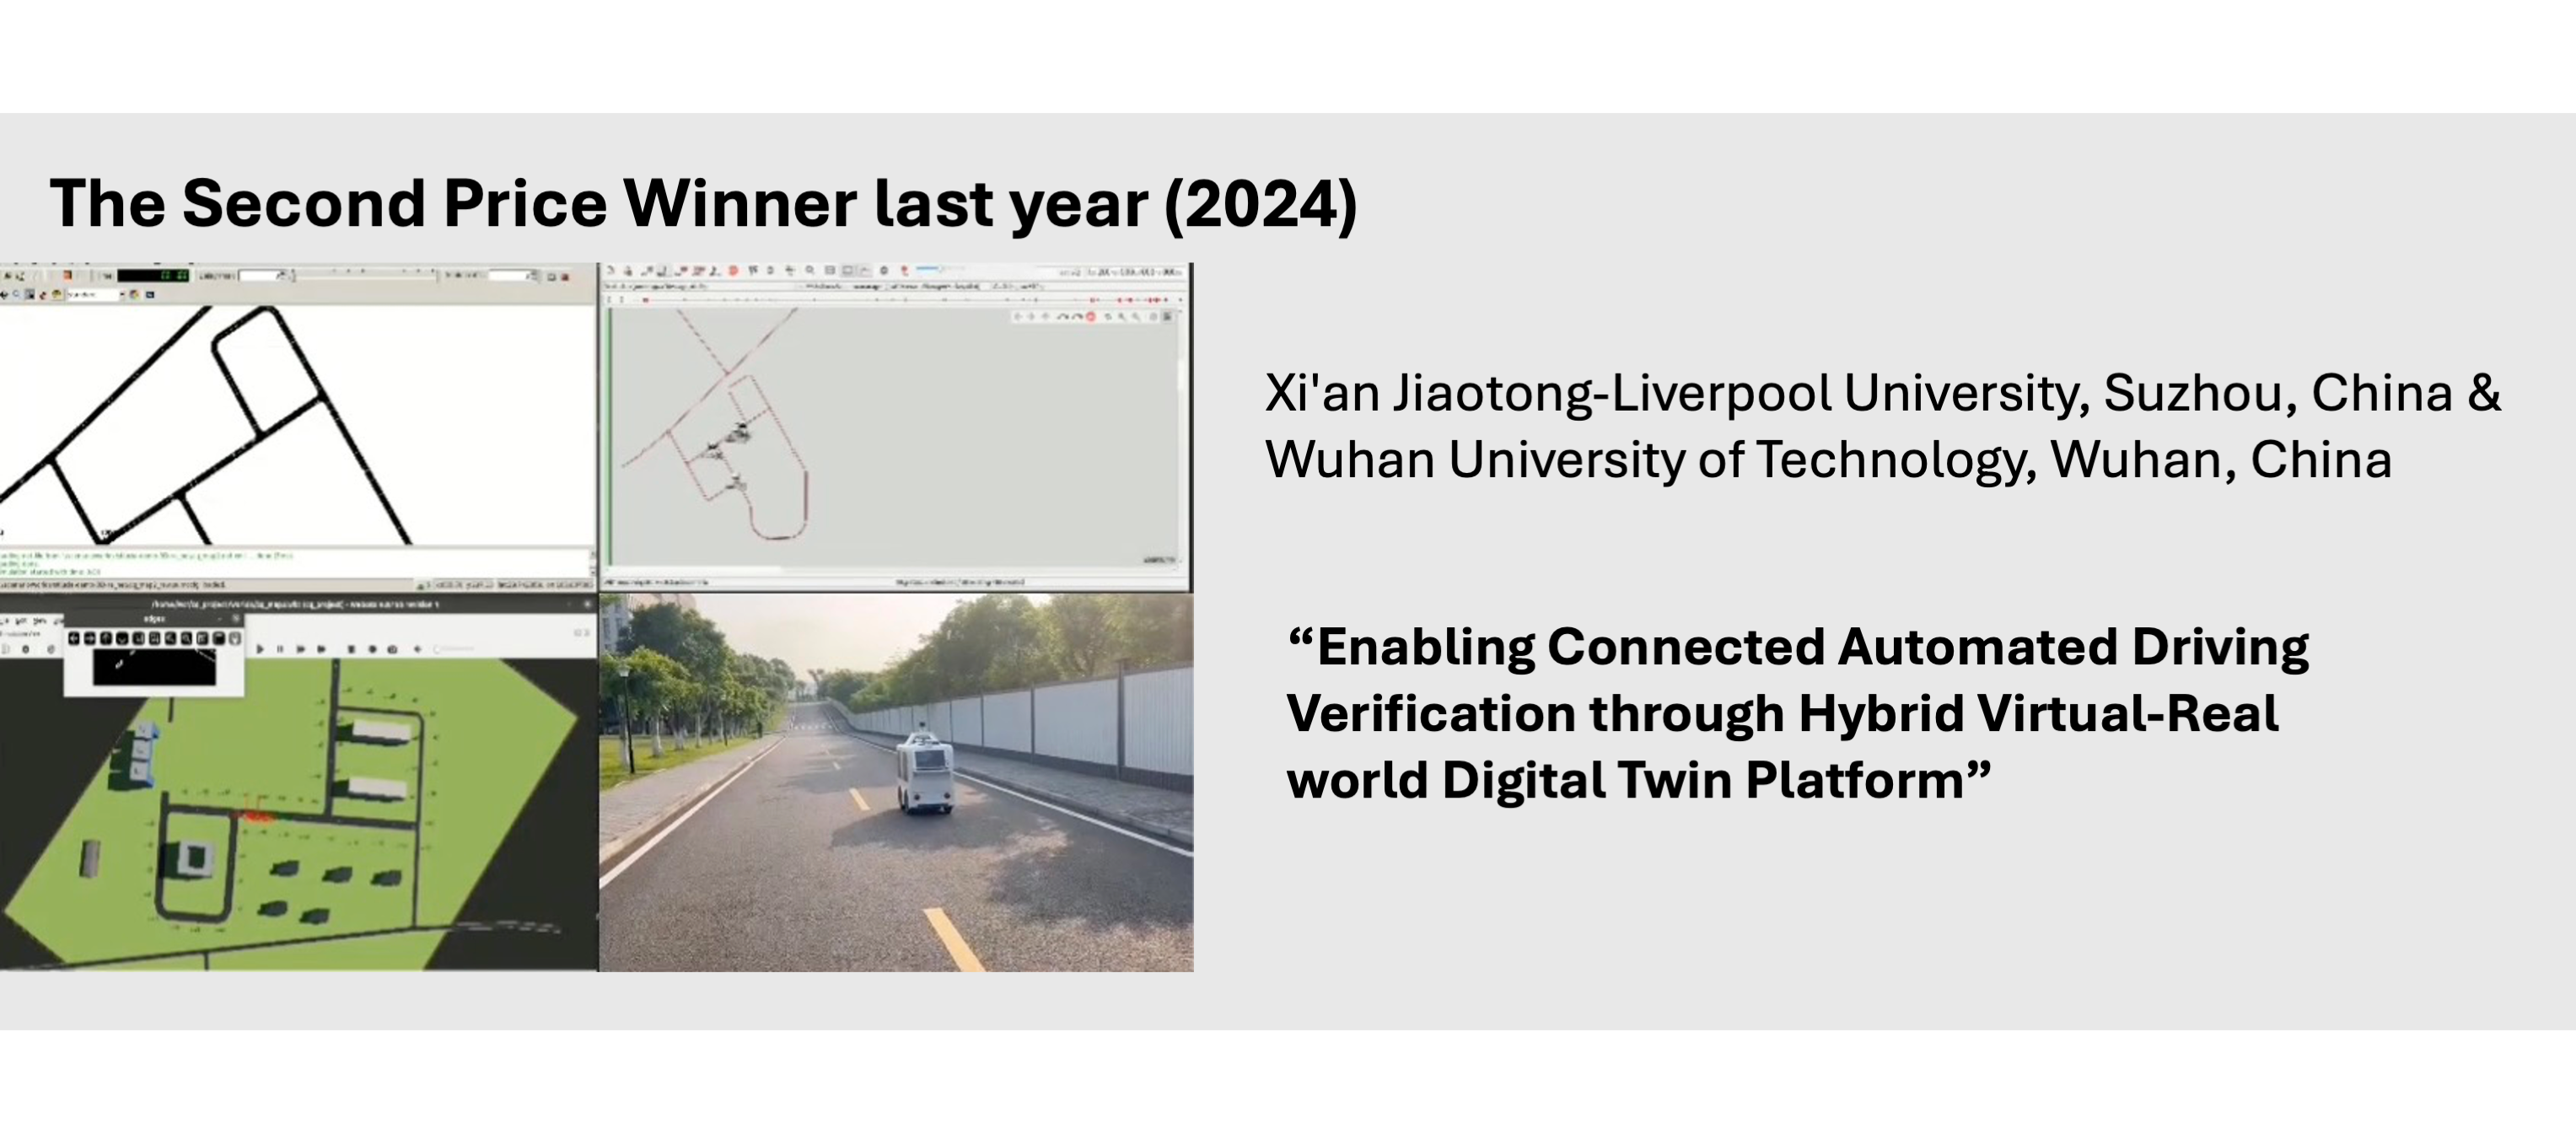 The Second Price Winner last year (2024)
edges
Xi'an Jiaotong-Liverpool University, Suzhou, China &
Wuhan University of Technology, Wuhan, China
“Enabling Connected Automated Driving
Verification through Hybrid Virtual-Real
world Digital Twin Platform”